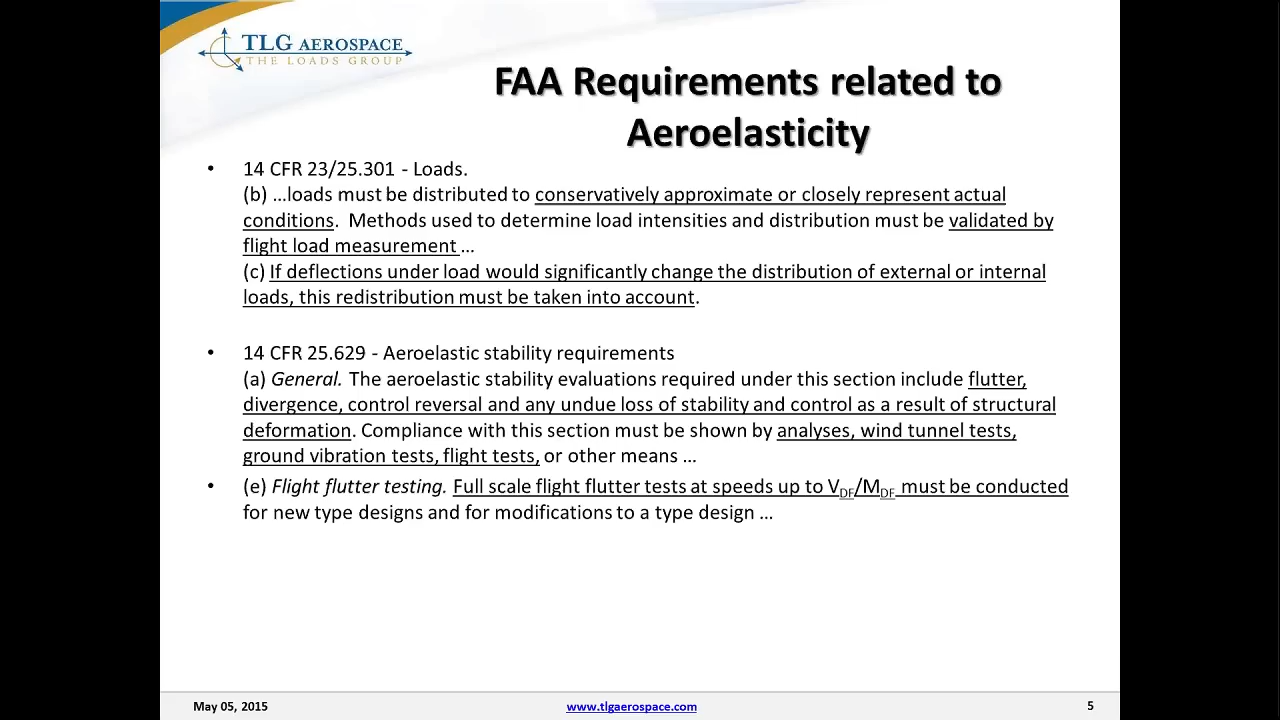 TLG AEROSPACE
THE LOADS GROUP
FAA Requirements related to
Aeroelasticity
• 14 CFR 23/25.301 - Loads.
(b) …loads must be distributed to conservatively approximate or closely represent actual
conditions. Methods used to determine load intensities and distribution must be validated by
flight load measurement …
(c) If deflections under load would significantly change the distribution of external or internal
loads, this redistribution must be taken into account.
• 14 CFR 25.629 - Aeroelastic stability requirements
(a) General. The aeroelastic stability evaluations required under this section include flutter,
divergence, control reversal and any undue loss of stability and control as a result of structural
deformation. Compliance with this section must be shown by analyses, wind tunnel tests,
ground vibration tests, flight tests, or other means …
• (e) Flight flutter testing. Full scale flight flutter tests at speeds up to VDF/MDF must be conducted
for new type designs and for modifications to a type design …
May 05, 2015
www.tlgaerospace.com
5